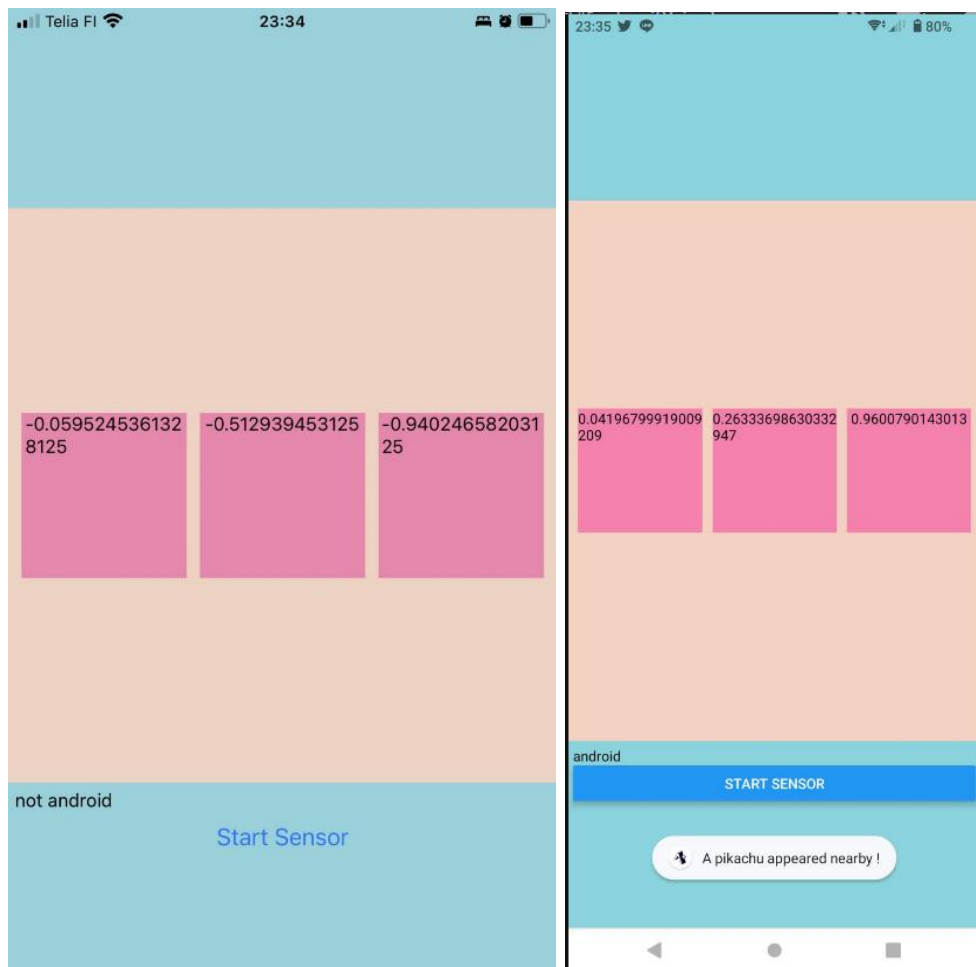 Telia FI
23:34
-0.059524536132
8125
-0.512939453125
-0.940246582031
25
not android
Start Sensor
23:35
80%
0.04196799919009
209
0.26333698630332
947
0.9600790143013
android
START SENSOR
A pikachu appeared nearby !